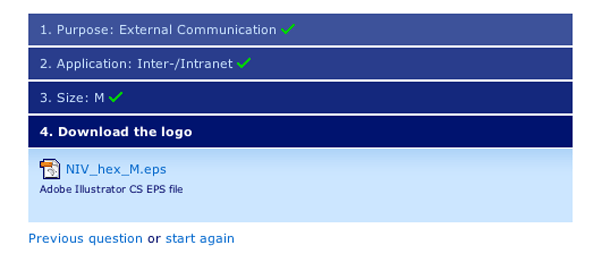 1. Purpose: External Communication
2. Application: Inter-/Intranet
3. Size: M
4. Download the logo
NIV_hex_M.eps
Adobe Illustrator CS EPS file
Previous question or start again